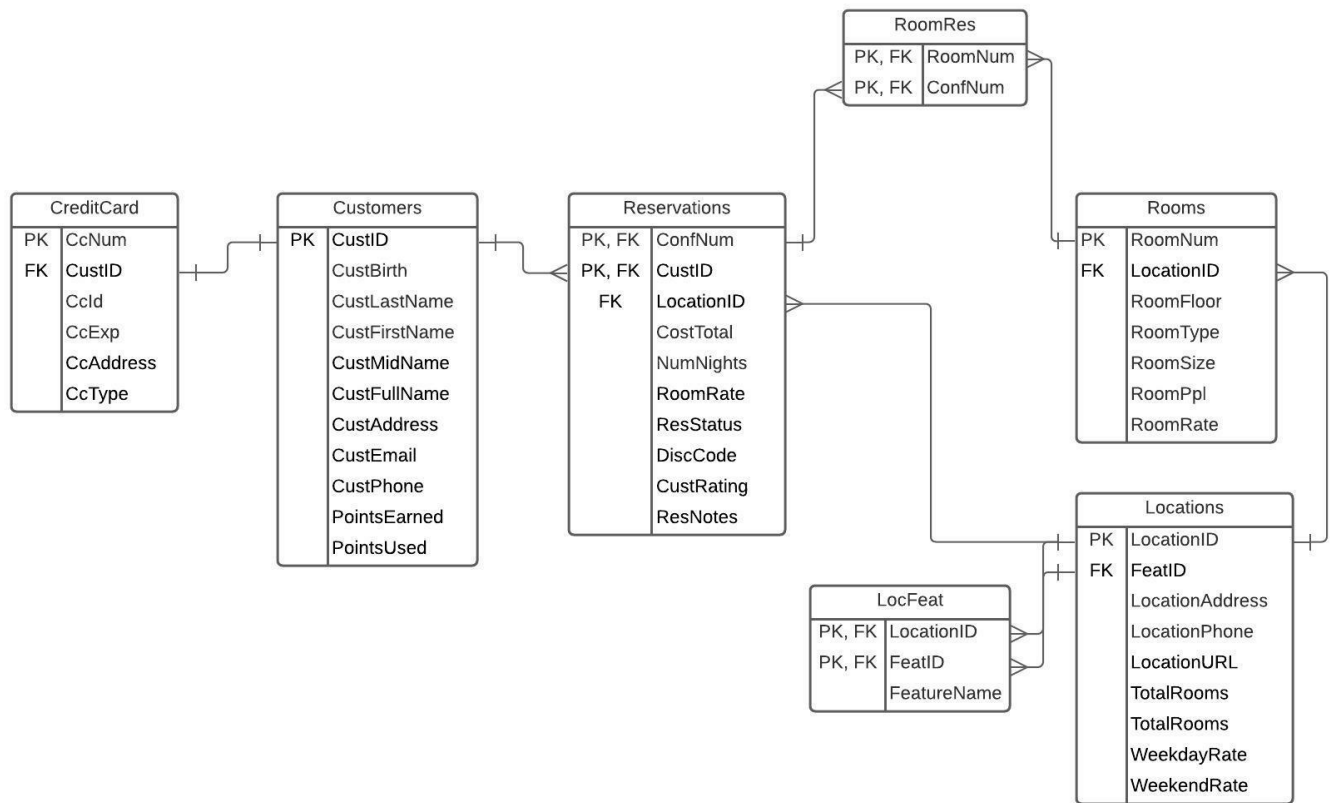 RoomRes
PK, FK RoomNum
PK, FK ConfNum
CreditCard
PK CcNum
FK CustID
CcId
CcExp
CcAddress
CcType
Customers
PK CustID
CustBirth
CustLastName
CustFirstName
CustMidName
CustFullName
CustAddress
CustEmail
CustPhone
PointsEarned
PointsUsed
Reservations
PK, FK ConfNum
PK, FK CustID
FK LocationID
CostTotal
NumNights
RoomRate
ResStatus
DiscCode
CustRating
ResNotes
Rooms
PK RoomNum
FK LocationID
RoomFloor
RoomType
RoomSize
RoomPpl
RoomRate
LocFeat
PK, FK LocationID
PK, FK FeatID
FeatureName
Locations
PK LocationID
FK FeatID
LocationAddress
LocationPhone
LocationURL
TotalRooms
TotalRooms
WeekdayRate
WeekendRate